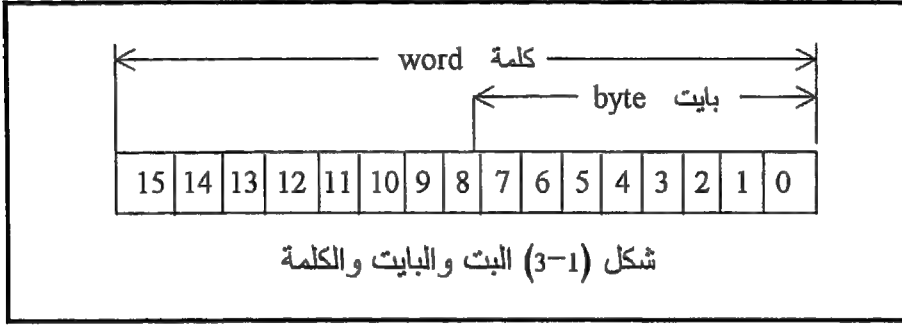 كلمة word
بايت byte
15 14 13 12 11 10 9 8 7 6 5 4 3 2 1 0
شكل (1-3) البت والبايت والكلمة